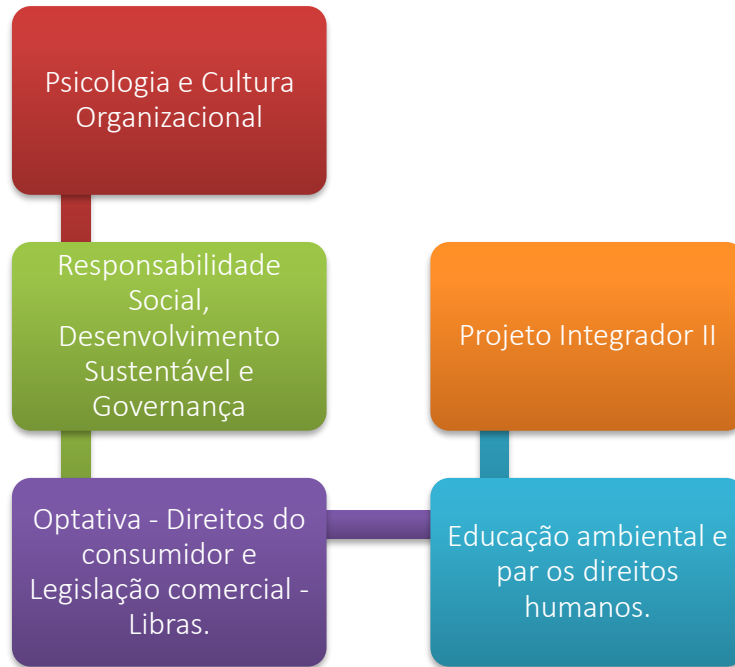 Psicologia e Cultura
Organizacional
Responsabilidade
Social,
Desenvolvimento
Sustentável e
Governança
Optativa - Direitos do
consumidor e
Legislação comercial -
Libras.
Educação ambiental e
par os direitos
humanos.
Projeto Integrador II